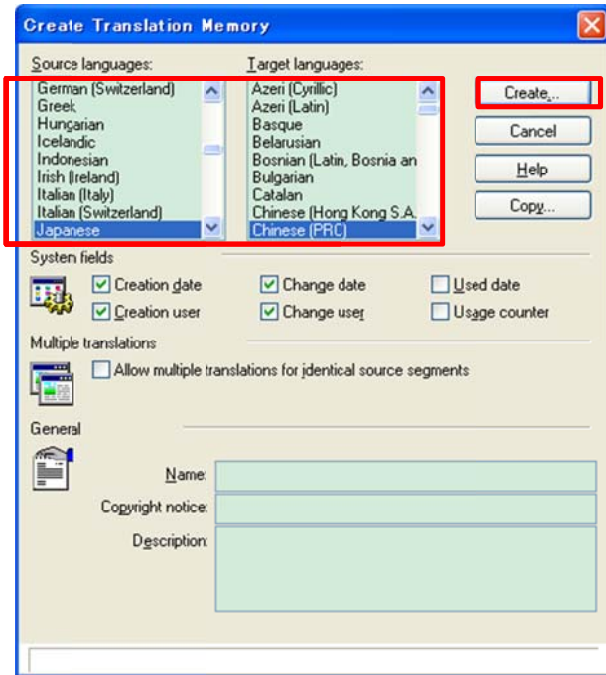 Create Translation Memory
Source languages:
Target languages:
German (Switzerland)
Greek
Hungarian
Icelandic
Indonesian
Irish (Ireland)
Italian (Italy)
Italian (Switzerland)
Japanese
Azeri (Cyrillic)
Azeri (Latin)
Basque
Belarusian
Bosnian (Latin, Bosnia an
Bulgarian
Catalan
Chinese (Hong Kong S.A.
Chinese (PRC)
Create...
Cancel
Help
Copy...
System fields
Creation date
Change date
Used date
Creation user
Change user
Usage counter
Multiple translations
Allow multiple translations for identical source segments
General
Name:
Copyright notice:
Description: